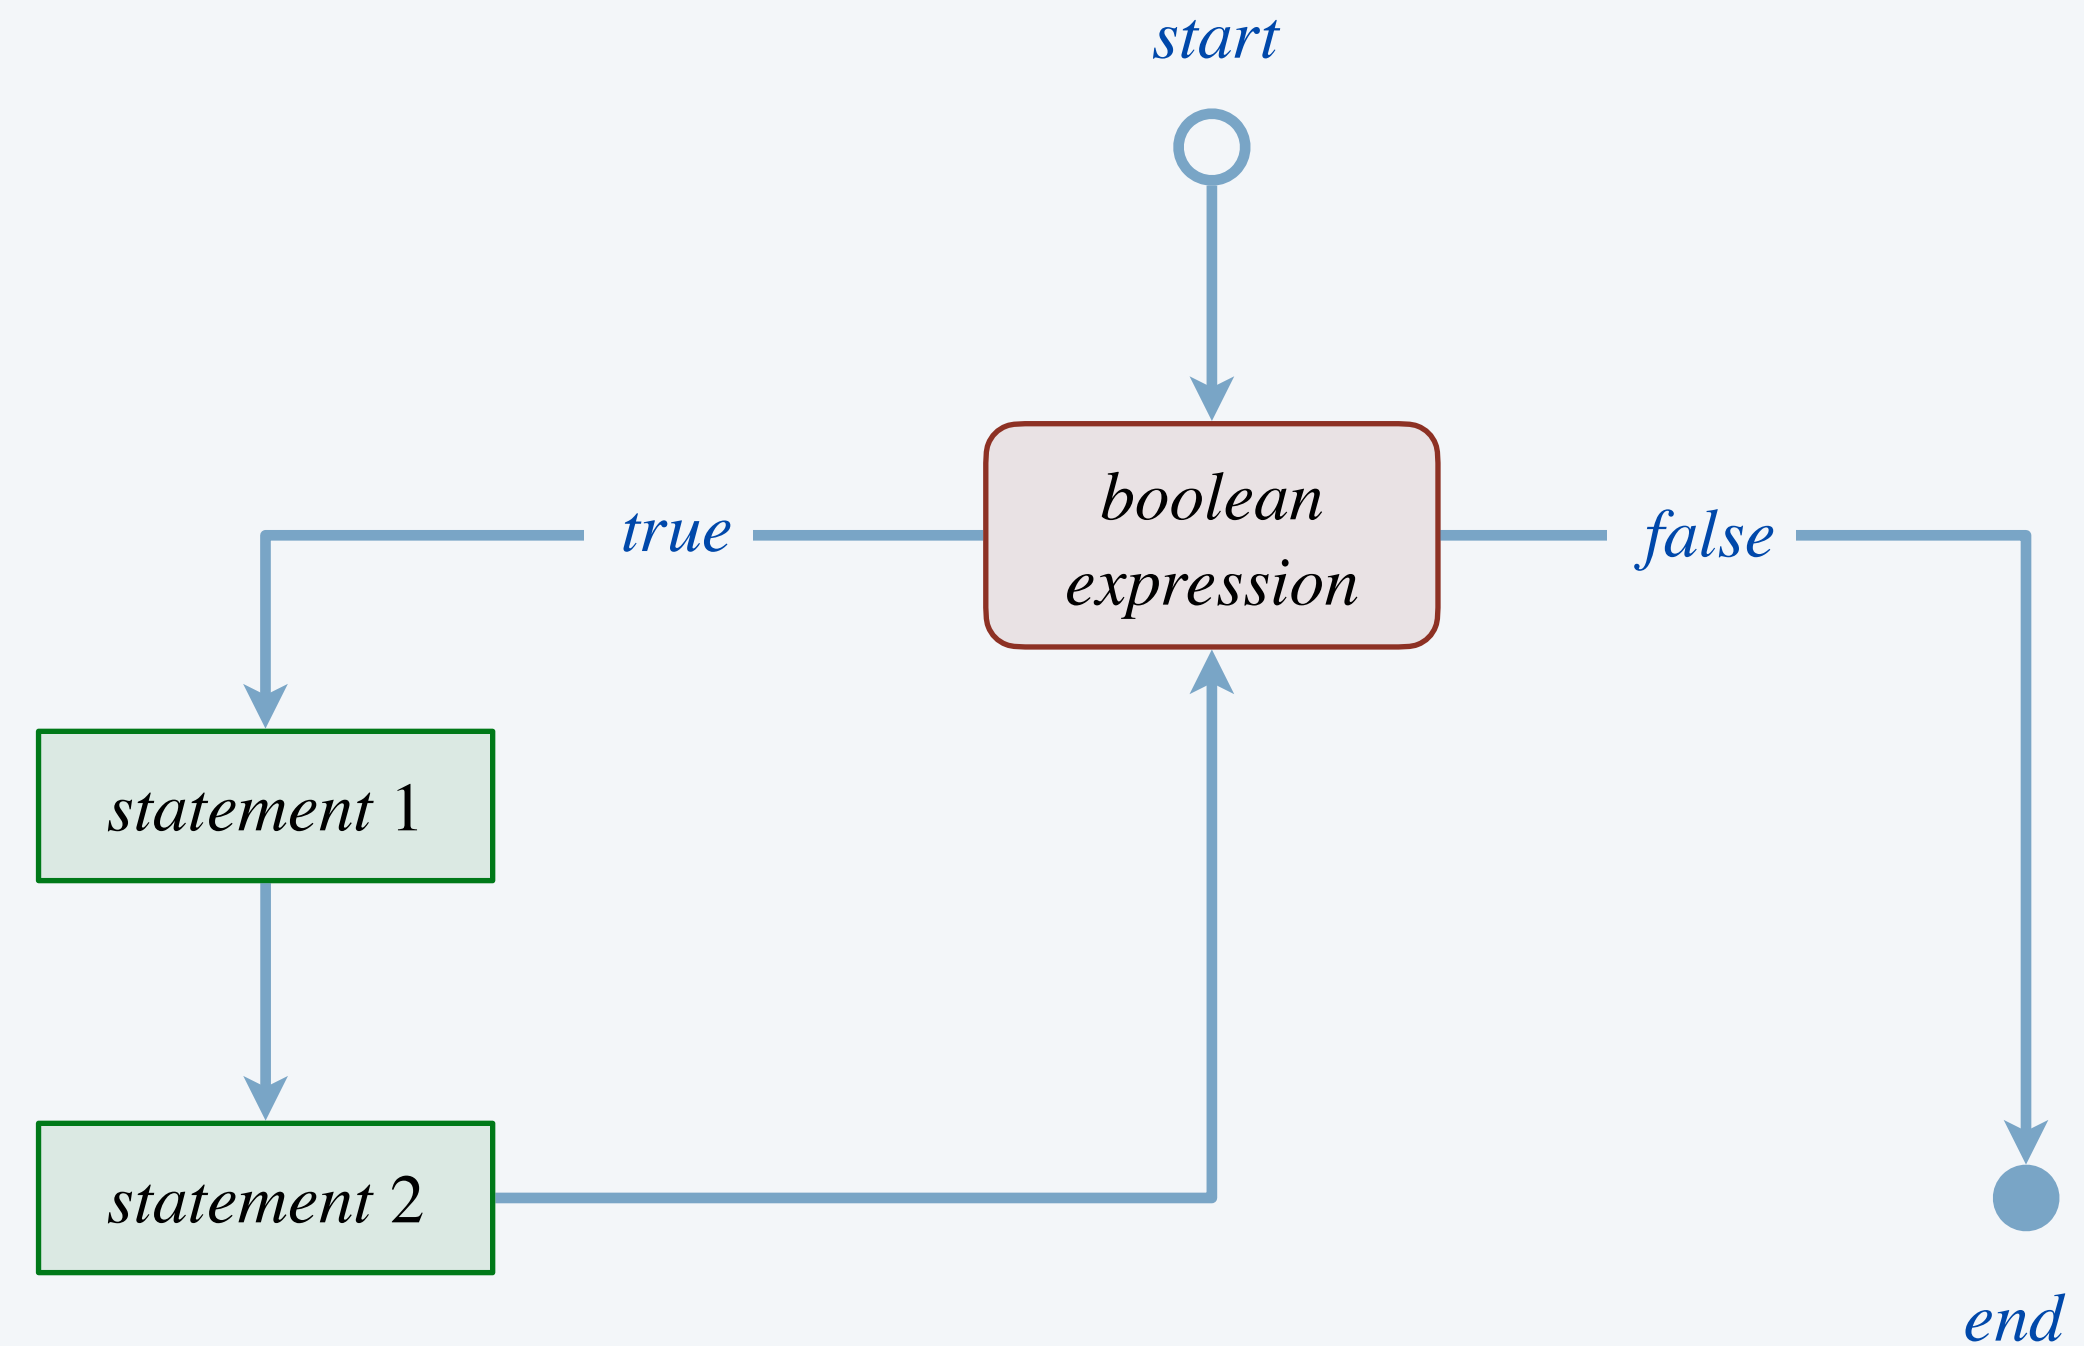 start
boolean
expression
true
false
statement 1
statement 2
end